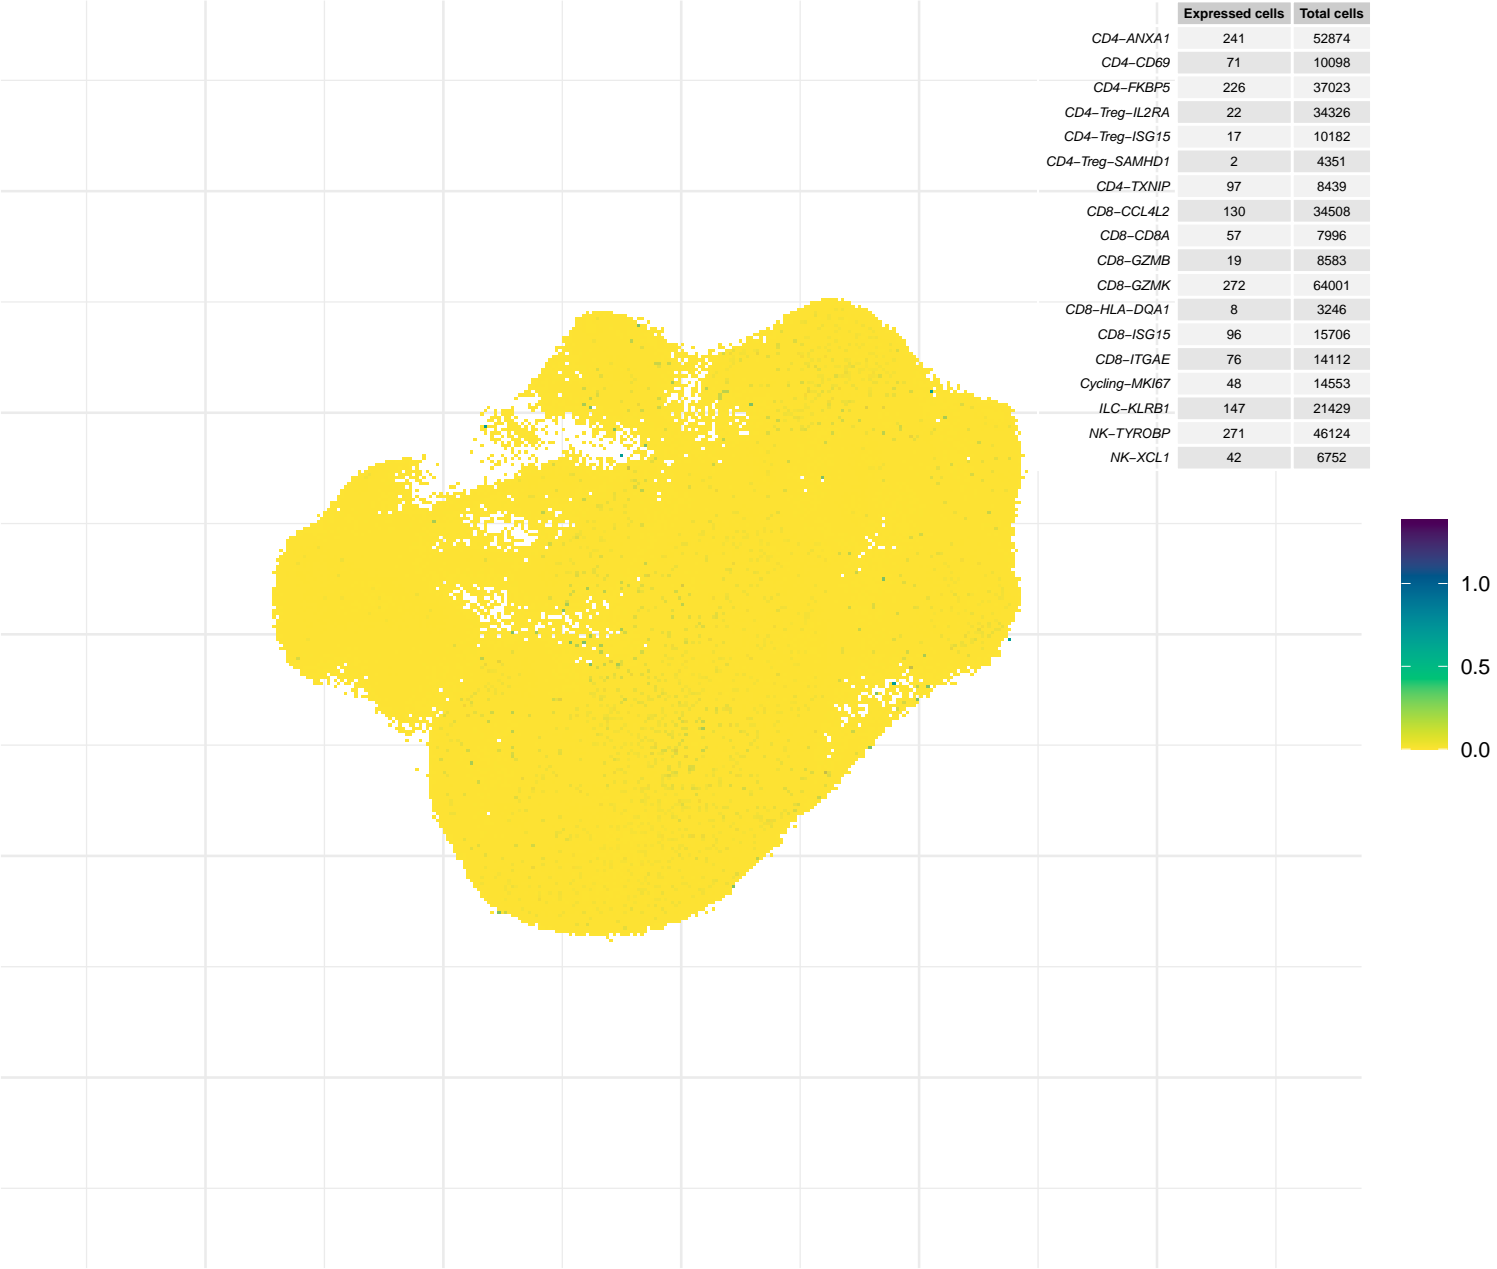 Expressed cells Total cells
CD4−ANXA1 241 52874
CD4−CD69 71 10098
CD4−FKBP5 226 37023
CD4−Treg−IL2RA 22 34326
CD4−Treg−ISG15 17 10182
CD4−Treg−SAMHD1 2 4351
CD4−TXNIP 97 8439
CD8−CCL4L2 130 34508
CD8−CD8A 57 7996
CD8−GZMB 19 8583
CD8−GZMK 272 64001
CD8−HLA−DQA1 8 3246
CD8−ISG15 96 15706
CD8−ITGAE 76 14112
Cycling−MKI67 48 14553
ILC−KLRB1 147 21429
NK−TYROBP 271 46124
NK−XCL1 42 6752
1.0
0.5
0.0